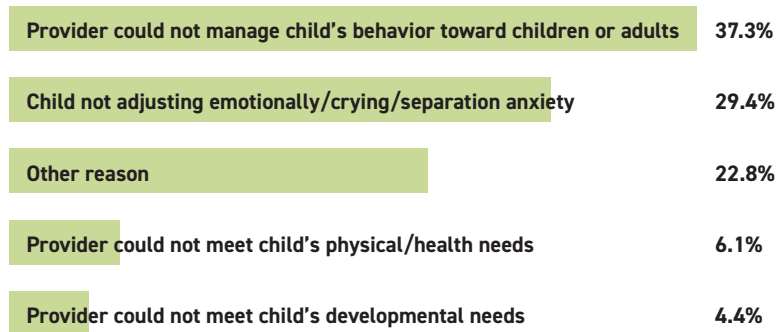 Provider could not manage child’s behavior toward children or adults 37.3%
Child not adjusting emotionally/crying/separation anxiety 29.4%
Other reason 22.8%
Provider could not meet child’s physical/health needs 6.1%
Provider could not meet child’s developmental needs 4.4%